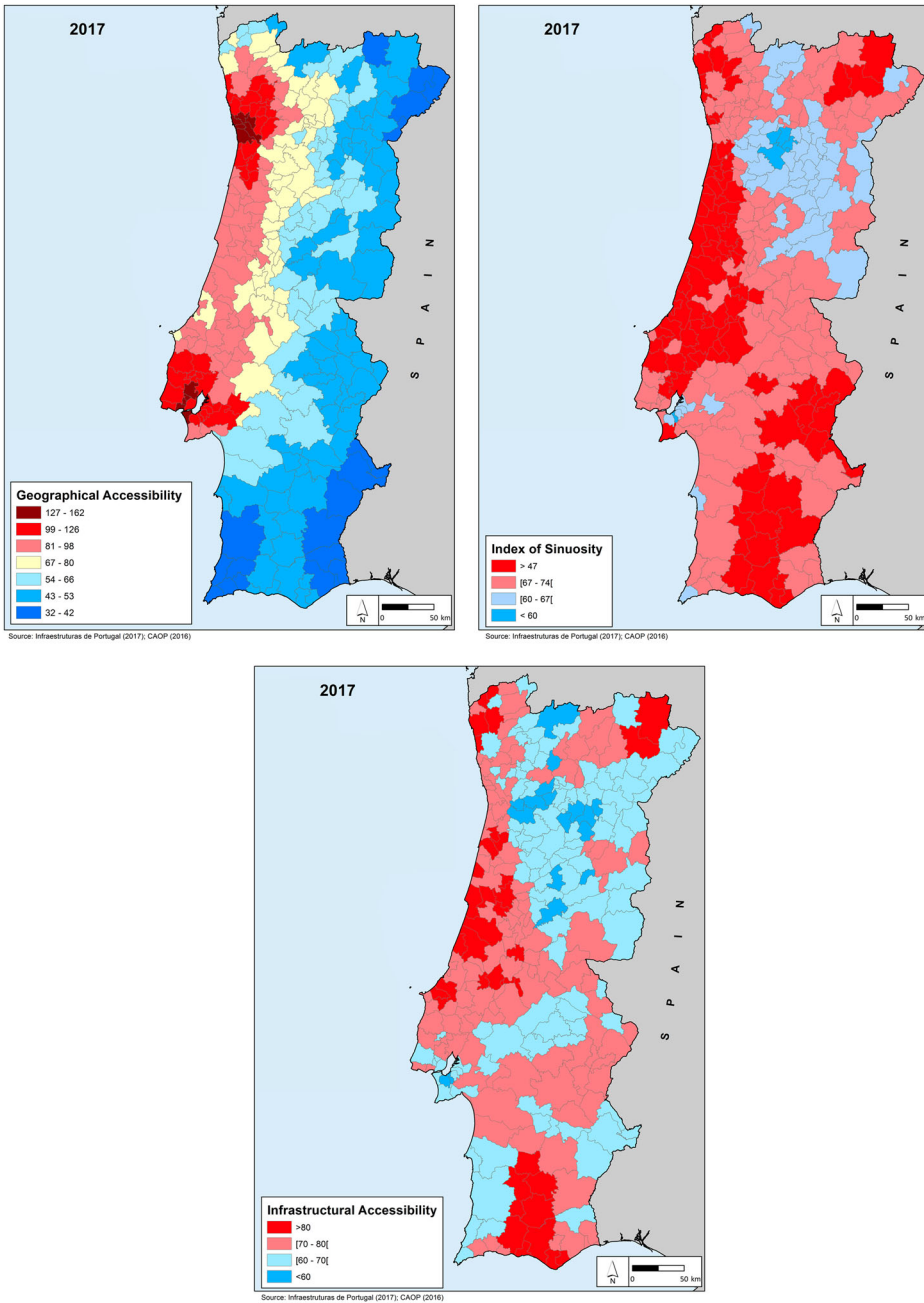 2017
S P A I N
Geographical Accessibility
127 - 162
99 - 126
81 - 98
67 - 80
54 - 66
43 - 53
32 - 42
N
0 50 km
Source: Infraestruturas de Portugal (2017); CAOP (2016)
2017
S P A I N
Index of Sinuosity
> 47
[67 - 74[
[60 - 67[
< 60
N
0 50 km
Source: Infraestruturas de Portugal (2017); CAOP (2016)
2017
S P A I N
Infrastructural Accessibility
>80
[70 - 80[
[60 - 70[
<60
N
0 50 km
Source: Infraestruturas de Portugal (2017); CAOP (2016)